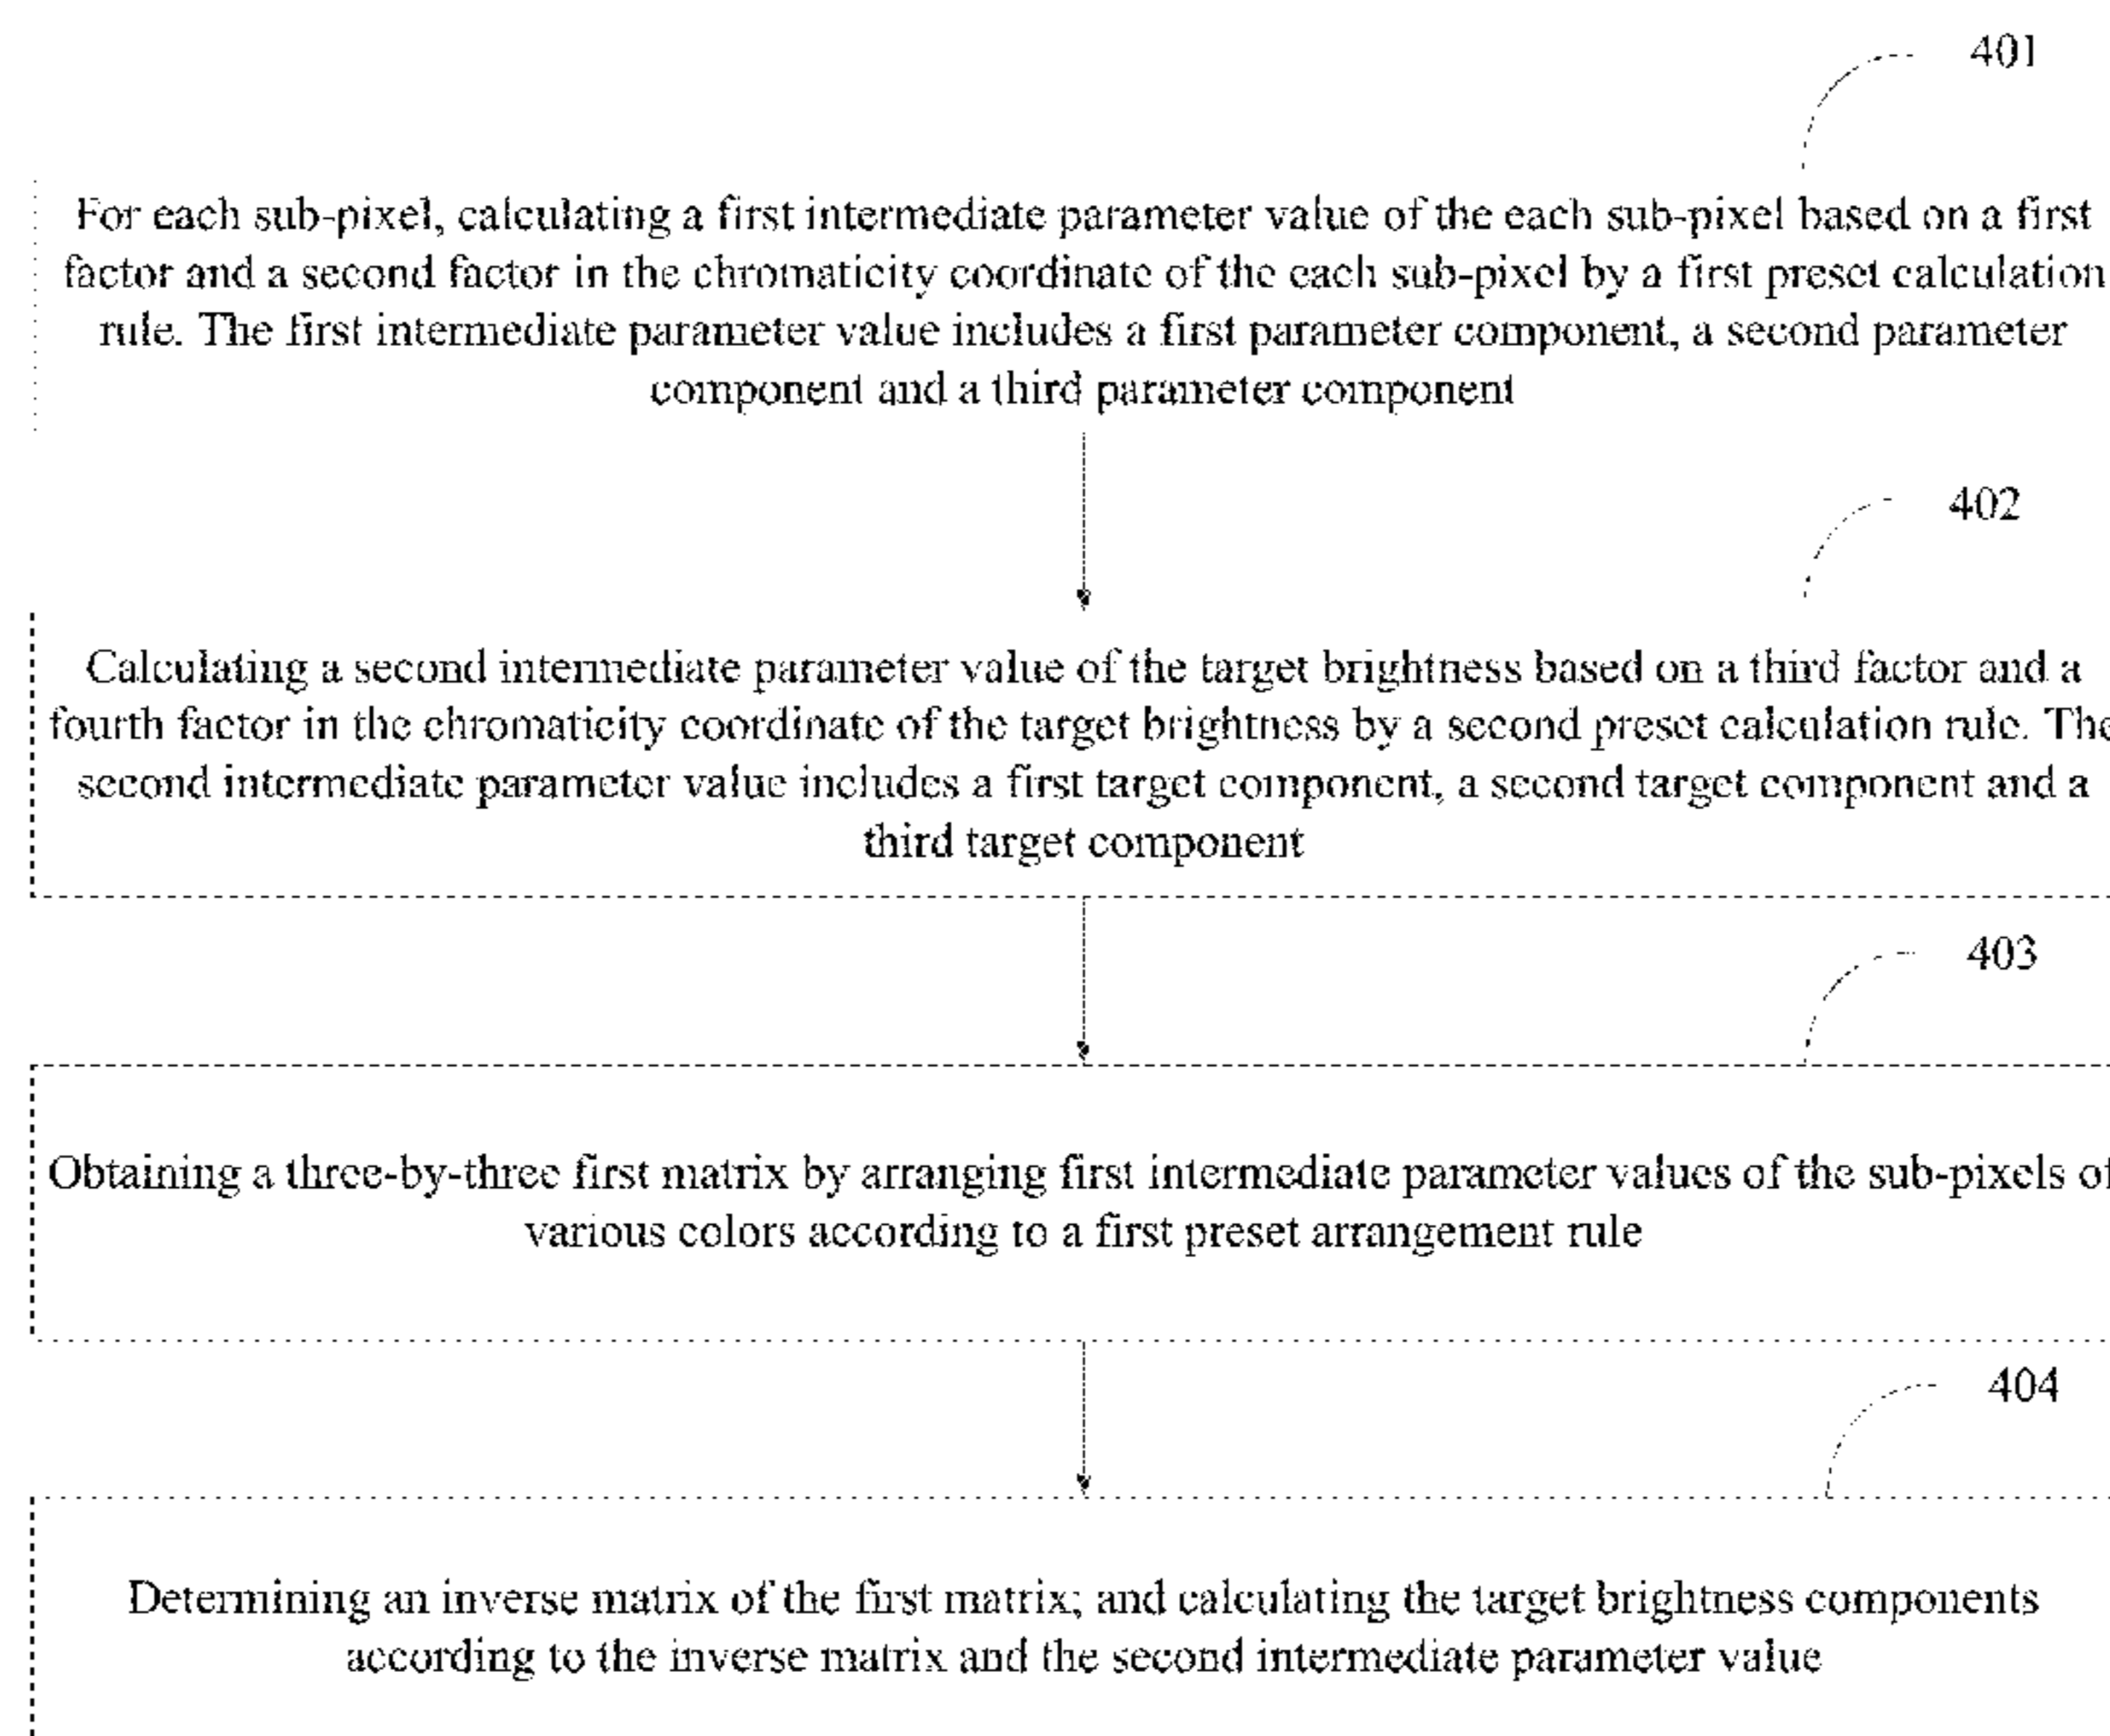 401
For each sub-pixel, calculating a first intermediate parameter value of the each sub-pixel based on a first
factor and a second factor in the chromaticity coordinate of the each sub-pixel by a first preset calculation
rule. The first intermediate parameter value includes a first parameter component, a second parameter
component and a third parameter component
402
Calculating a second intermediate parameter value of the target brightness based on a third factor and a
fourth factor in the chromaticity coordinate of the target brightness by a second preset calculation rule. The
second intermediate parameter value includes a first target component, a second target component and a
third target component
403
Obtaining a three-by-three first matrix by arranging first intermediate parameter values of the sub-pixels of
various colors according to a first preset arrangement rule
404
Determining an inverse matrix of the first matrix; and calculating the target brightness components
according to the inverse matrix and the second intermediate parameter value